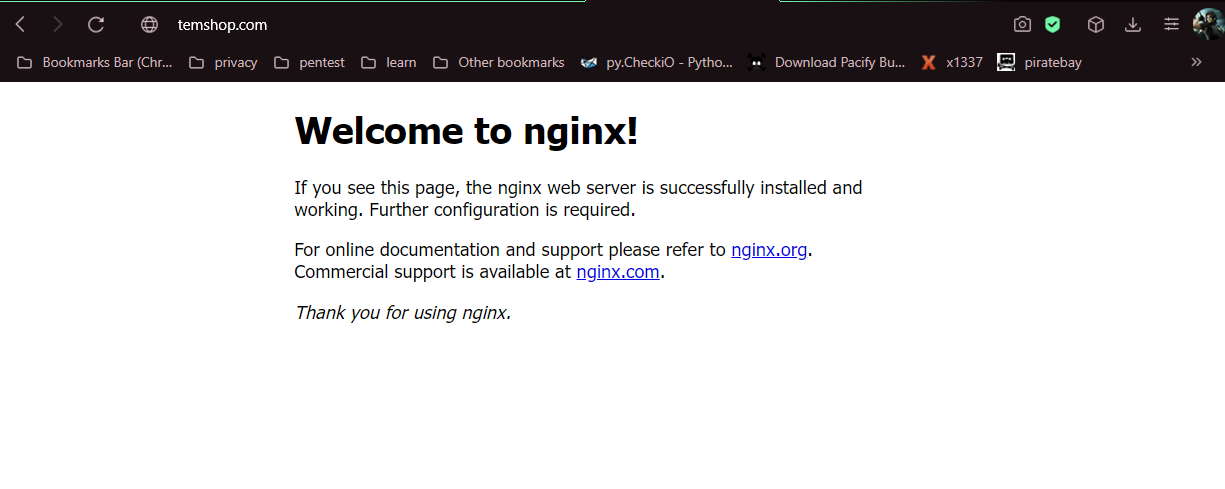 temshop.com
Bookmarks Bar (Chr... privacy pentest learn Other bookmarks py.CheckiO - Pytho... Download Pacify Bu... x1337 piratebay
Welcome to nginx!
If you see this page, the nginx web server is successfully installed and
working. Further configuration is required.
For online documentation and support please refer to nginx.org.
Commercial support is available at nginx.com.
Thank you for using nginx.